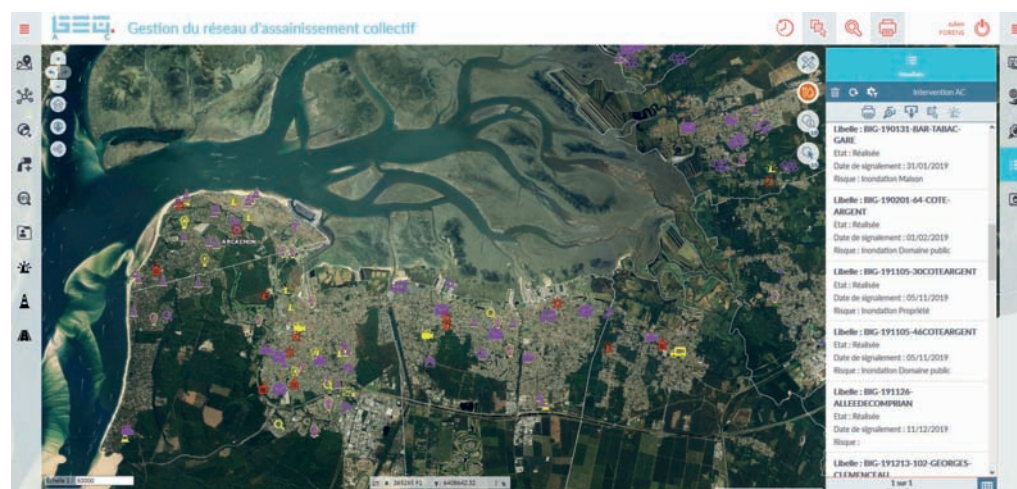 GEO.
A C
Gestion du réseau d'assainissement collectif
Julien
Résultats
Intervention AC
ARCACHON
Libelle : BIG-190131-BAR-TABAC-
GARE
Etat : Réalisée
Date de signalement : 31/01/2019
Risque : Inondation Maison
Libelle : BIG-190201-64-COTE-
ARGENT
Etat : Réalisée
Date de signalement : 01/02/2019
Risque : Inondation Domaine public
Libelle : BIG-191105-30COTEARGENT
Etat : Réalisée
Date de signalement : 05/11/2019
Risque : Inondation Propriété
Libelle : BIG-191105-46COTEARGENT
Etat : Réalisée
Date de signalement : 05/11/2019
Risque : Inondation Domaine public
Libelle : BIG-191126-
ALLEEDECOMPRIAN
Etat : Réalisée
Date de signalement : 11/12/2019
Risque :
Libelle : BIG-191213-102-GEORGES-
CLEMENCEAU
1 sur 1
Echelle 1 :